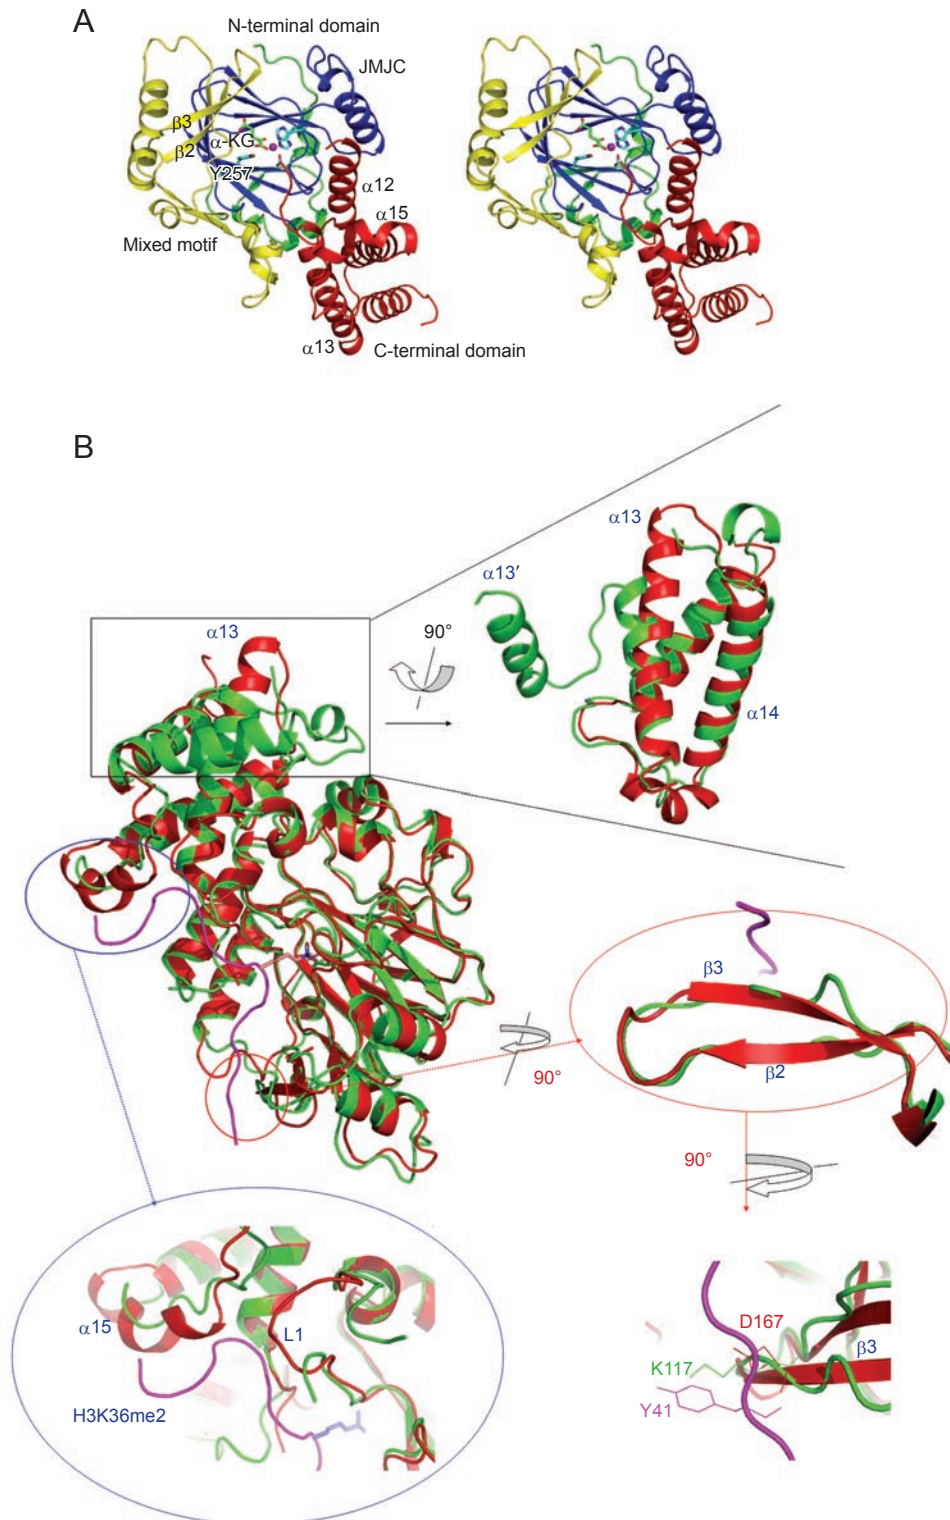 A
N-terminal domain
JMJC
β3
α-KG
β2
Y257
α12
α15
Mixed motif
α13
C-terminal domain
B
α13
α13′
α13
90°
α14
β3
β2
90°
90°
α15
L1
H3K36me2
D167
β3
K117
Y41